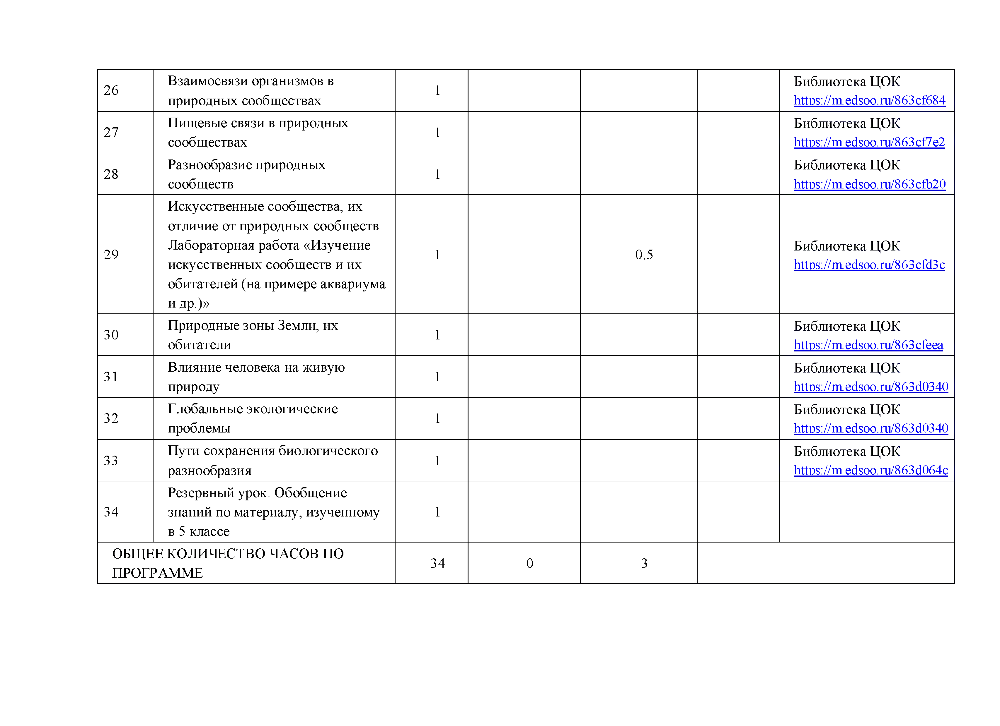 26
Взаимосвязи организмов в
природных сообществах
1
Библиотека ЦОК
https://m.edsoo.ru/863cf684
27
Пищевые связи в природных
сообществах
1
Библиотека ЦОК
https://m.edsoo.ru/863cf7e2
28
Разнообразие природных
сообществ
1
Библиотека ЦОК
https://m.edsoo.ru/863cfb20
29
Искусственные сообщества, их
отличие от природных сообществ
Лабораторная работа «Изучение
искусственных сообществ и их
обитателей (на примере аквариума
и др.)»
1
0.5
Библиотека ЦОК
https://m.edsoo.ru/863cfd3c
30
Природные зоны Земли, их
обитатели
1
Библиотека ЦОК
https://m.edsoo.ru/863cfeea
31
Влияние человека на живую
природу
1
Библиотека ЦОК
https://m.edsoo.ru/863d0340
32
Глобальные экологические
проблемы
1
Библиотека ЦОК
https://m.edsoo.ru/863d0340
33
Пути сохранения биологического
разнообразия
1
Библиотека ЦОК
https://m.edsoo.ru/863d064c
34
Резервный урок. Обобщение
знаний по материалу, изученному
в 5 классе
1
ОБЩЕЕ КОЛИЧЕСТВО ЧАСОВ ПО
ПРОГРАММЕ
34
0
3